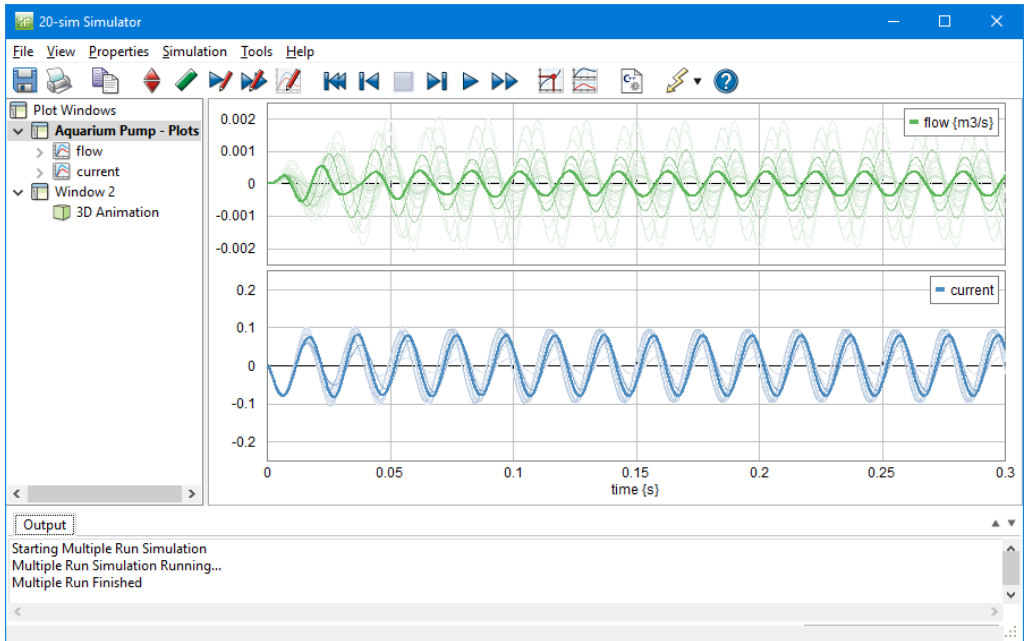 20-sim Simulator
File View Properties Simulation Tools Help
Plot Windows
Aquarium Pump - Plots
flow
current
Window 2
3D Animation
0.002
0.001
0
-0.001
-0.002
flow {m3/s}
0.2
0.1
0
-0.1
-0.2
current
0 0.05 0.1 0.15 0.2 0.25 0.3
time {s}
Output
Starting Multiple Run Simulation
Multiple Run Simulation Running...
Multiple Run Finished